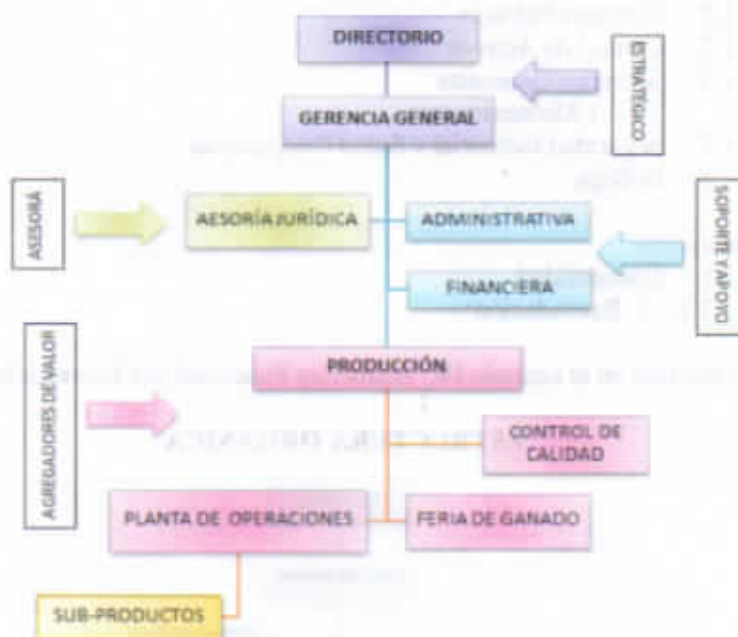 DIRECTORIO
ESTRATÉGICO
GERENCIA GENERAL
ASESORÁ
AESORÍA JURÍDICA
ADMINISTRATIVA
SOPORTE Y APOYO
FINANCIERA
AGREGADORES DE VALOR
PRODUCCIÓN
CONTROL DE
CALIDAD
PLANTA DE OPERACIONES
FERIA DE GANADO
SUB-PRODUCTOS